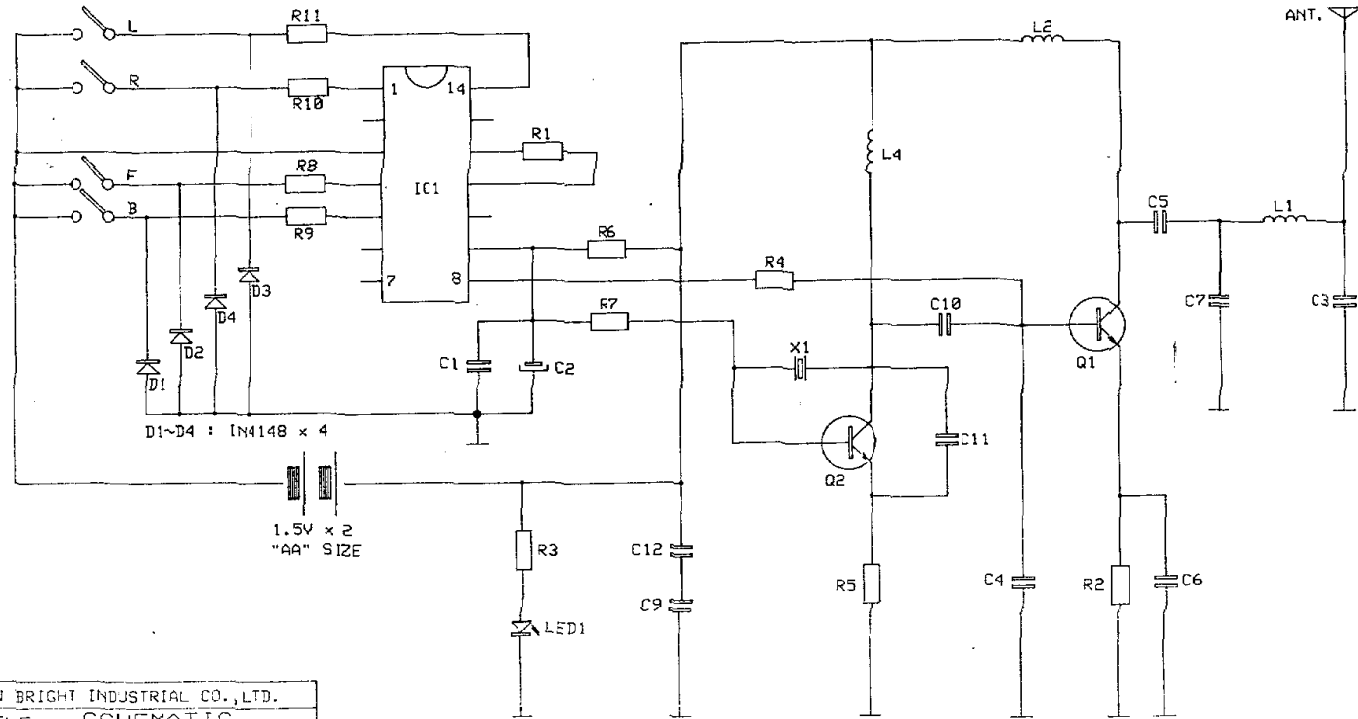 L
R11
R
R10
1
14
R1
F
R8
B
R9
IC1
7
8
R6
R4
R7
D3
D4
D2
D1
C1
C2
D1~D4 : IN4148 x 4
1.5V x 2
"AA" SIZE
R3
LED1
C12
C9
L2
L4
C10
X1
Q2
C11
R5
C4
Q1
R2
C6
C5
L1
C7
C3
ANT.
BRIGHT INDUSTRIAL CO.,LTD.
SCHEMATIC